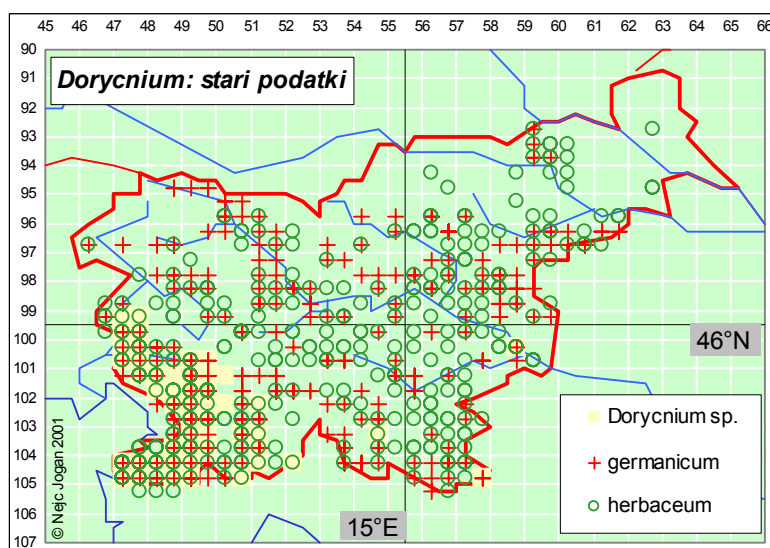 45 46 47 48 49 50 51 52 53 54 55 56 57 58 59 60 61 62 63 64 65 66
90
91
92
93
94
95
96
97
98
99
100
101
102
103
104
105
106
107
Dorycnium: stari podatki
46°N
15°E
Dorycnium sp.
germanicum
herbaceum
© Nejc Jogan 2001